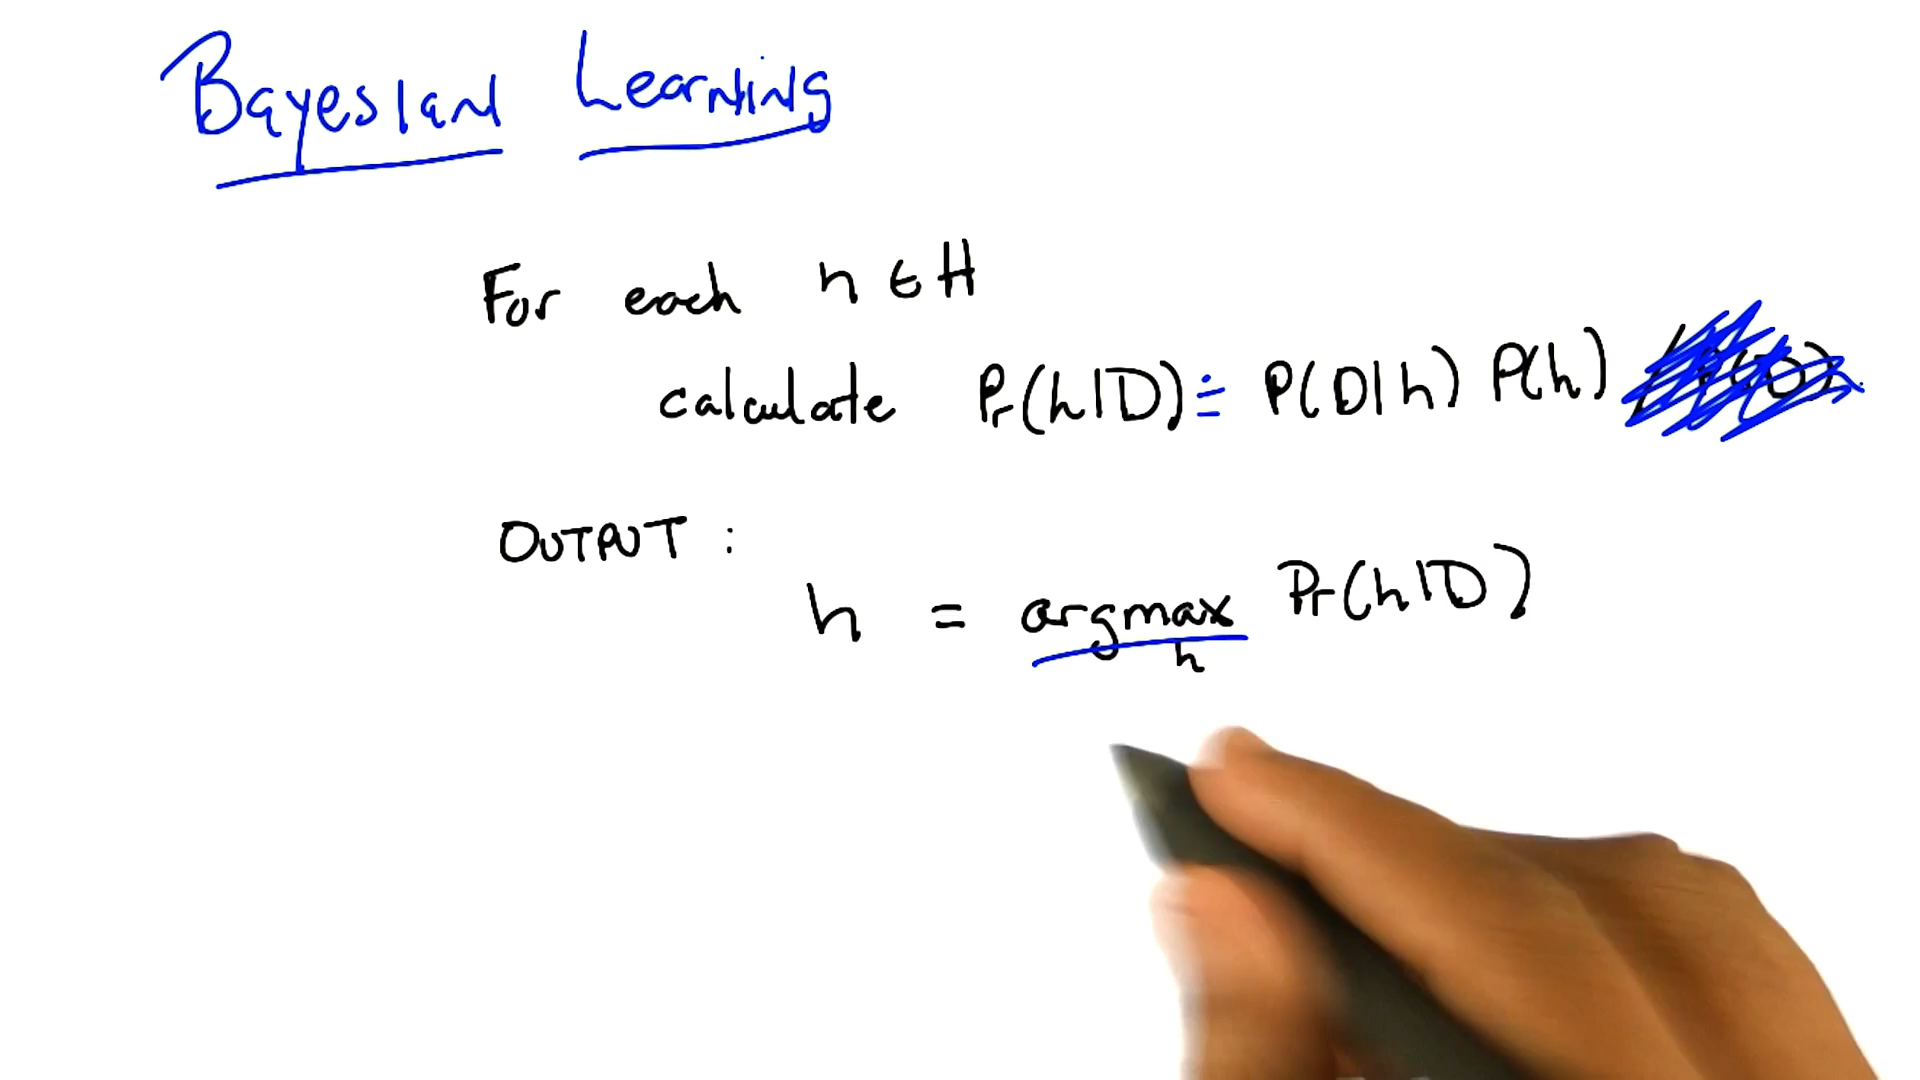 Bayesian Learning
For each h ∈ H
calculate Pr(h|D) ≐ P(D|h) P(h)
OUTPUT :
h = argmax Pr(h|D)
h